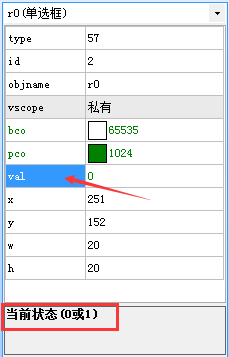 r0(单选框)
type 57
id 2
objname r0
vscope 私有
bco 65535
pco 1024
val 0
x 251
y 152
w 20
h 20
当前状态(0或1)